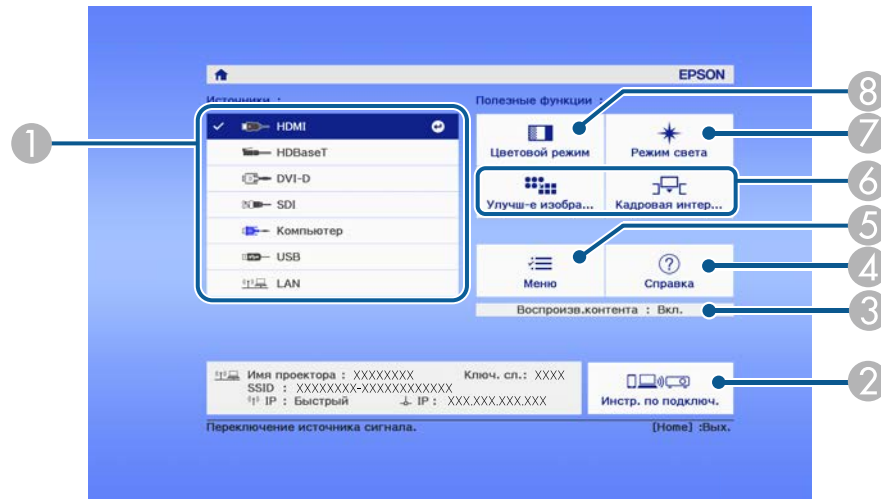 EPSON
Источники :
Полезные функции :
HDMI
HDBaseT
DVI-D
SDI
Компьютер
USB
LAN
Цветовой режим
Режим света
Улучш-е изобра...
Кадровая интер...
Меню
Справка
Воспроизв.контента : Вкл.
Имя проектора : XXXXXXXX Ключ. сл.: XXXX
SSID : XXXXXXXX-XXXXXXXXXXXX
IP : Быстрый IP : XXX.XXX.XXX.XXX
Инстр. по подключ.
Переключение источника сигнала. [Home] :Вых.
1
8
7
6
5
4
3
2